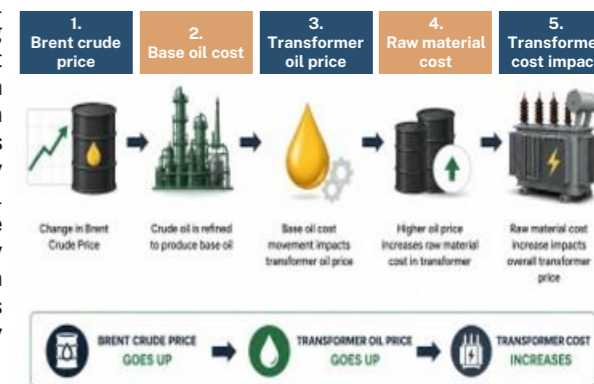 1.
Brent crude
price
2.
Base oil cost
3.
Transformer
oil price
4.
Raw material
cost
5.
Transforme
cost impac
Change in Brent
Crude Price
Crude oil is refined
to produce base oil
Base oil cost
movement impacts
transformer oil price
Higher oil price
increases raw material
cost in transformer
Raw material cost
increase impacts
overall transformer
price
BRENT CRUDE PRICE
GOES UP
TRANSFORMER OIL PRICE
GOES UP
TRANSFORMER COST
INCREASES